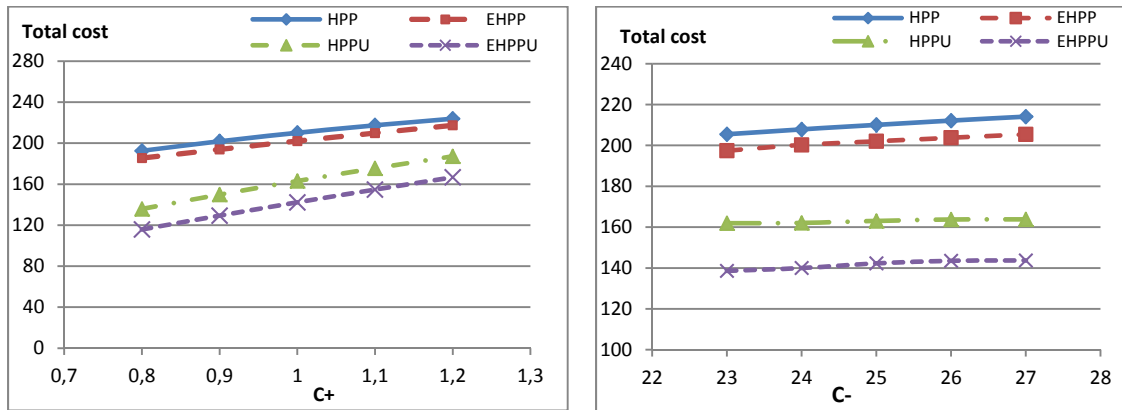 Total cost
HPP
EHPP
HPPU
EHPPU
280
240
200
160
120
80
40
0
0,7
0,8
0,9
1
1,1
1,2
1,3
C+
Total cost
HPP
EHPP
HPPU
EHPPU
240
220
200
180
160
140
120
100
22
23
24
25
26
27
28
C-